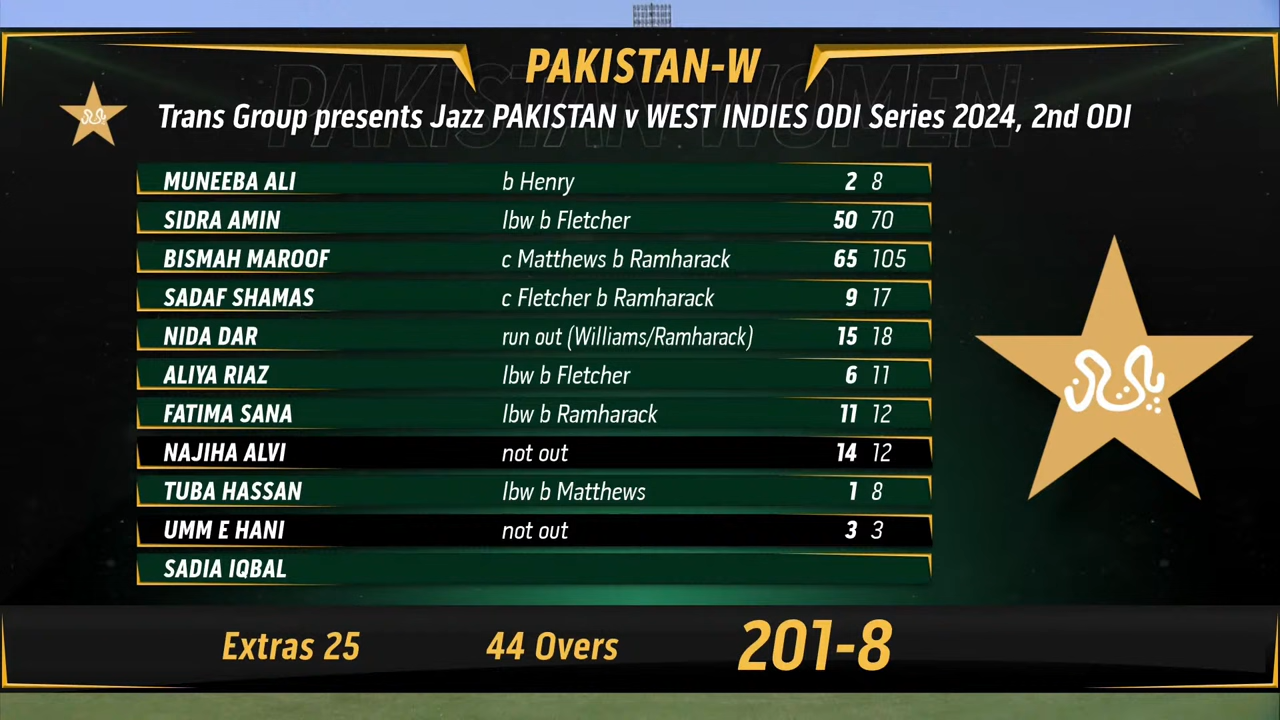 PAKISTAN-W
PAKISTAN WOMEN
Trans Group presents Jazz PAKISTAN v WEST INDIES ODI Series 2024, 2nd ODI
MUNEEBA ALI b Henry 2 8
SIDRA AMIN lbw b Fletcher 50 70
BISMAH MAROOF c Matthews b Ramharack 65 105
SADAF SHAMAS c Fletcher b Ramharack 9 17
NIDA DAR run out (Williams/Ramharack) 15 18
ALIYA RIAZ lbw b Fletcher 6 11
FATIMA SANA lbw b Ramharack 11 12
NAJIHA ALVI not out 14 12
TUBA HASSAN lbw b Matthews 1 8
UMM E HANI not out 3 3
SADIA IQBAL
پاکستان
Extras 25 44 Overs 201-8